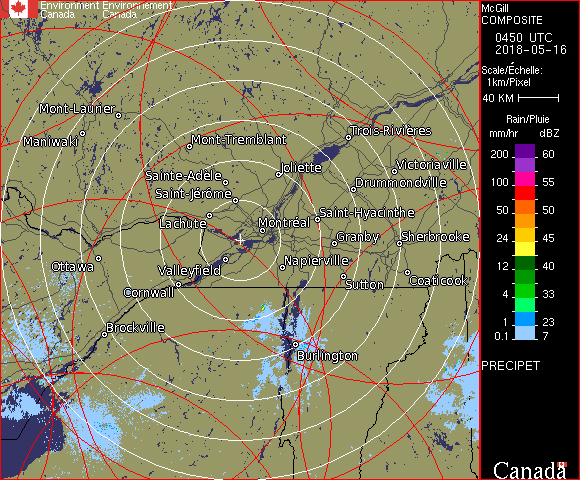 Environment Environnement
Canada Canada
McGill
COMPOSITE
0450 UTC
2018-05-16
Scale/Échelle:
1km/Pixel
40 KM
Rain/Pluie
mm/hr dBZ
200 60
100 55
50 50
24 45
12 40
4 33
1 23
0.1 7
PRECIPET
Canada
Mont-Laurier
Maniwaki
Mont-Tremblant
Trois-Rivières
Sainte-Adèle
Joliette
Victoriaville
Saint-Jérôme
Drummondville
Lachute
Montréal
Saint-Hyacinthe
Granby
Sherbrooke
Ottawa
Valleyfield
Napierville
Cornwall
Sutton
Coaticook
Brockville
Burlington